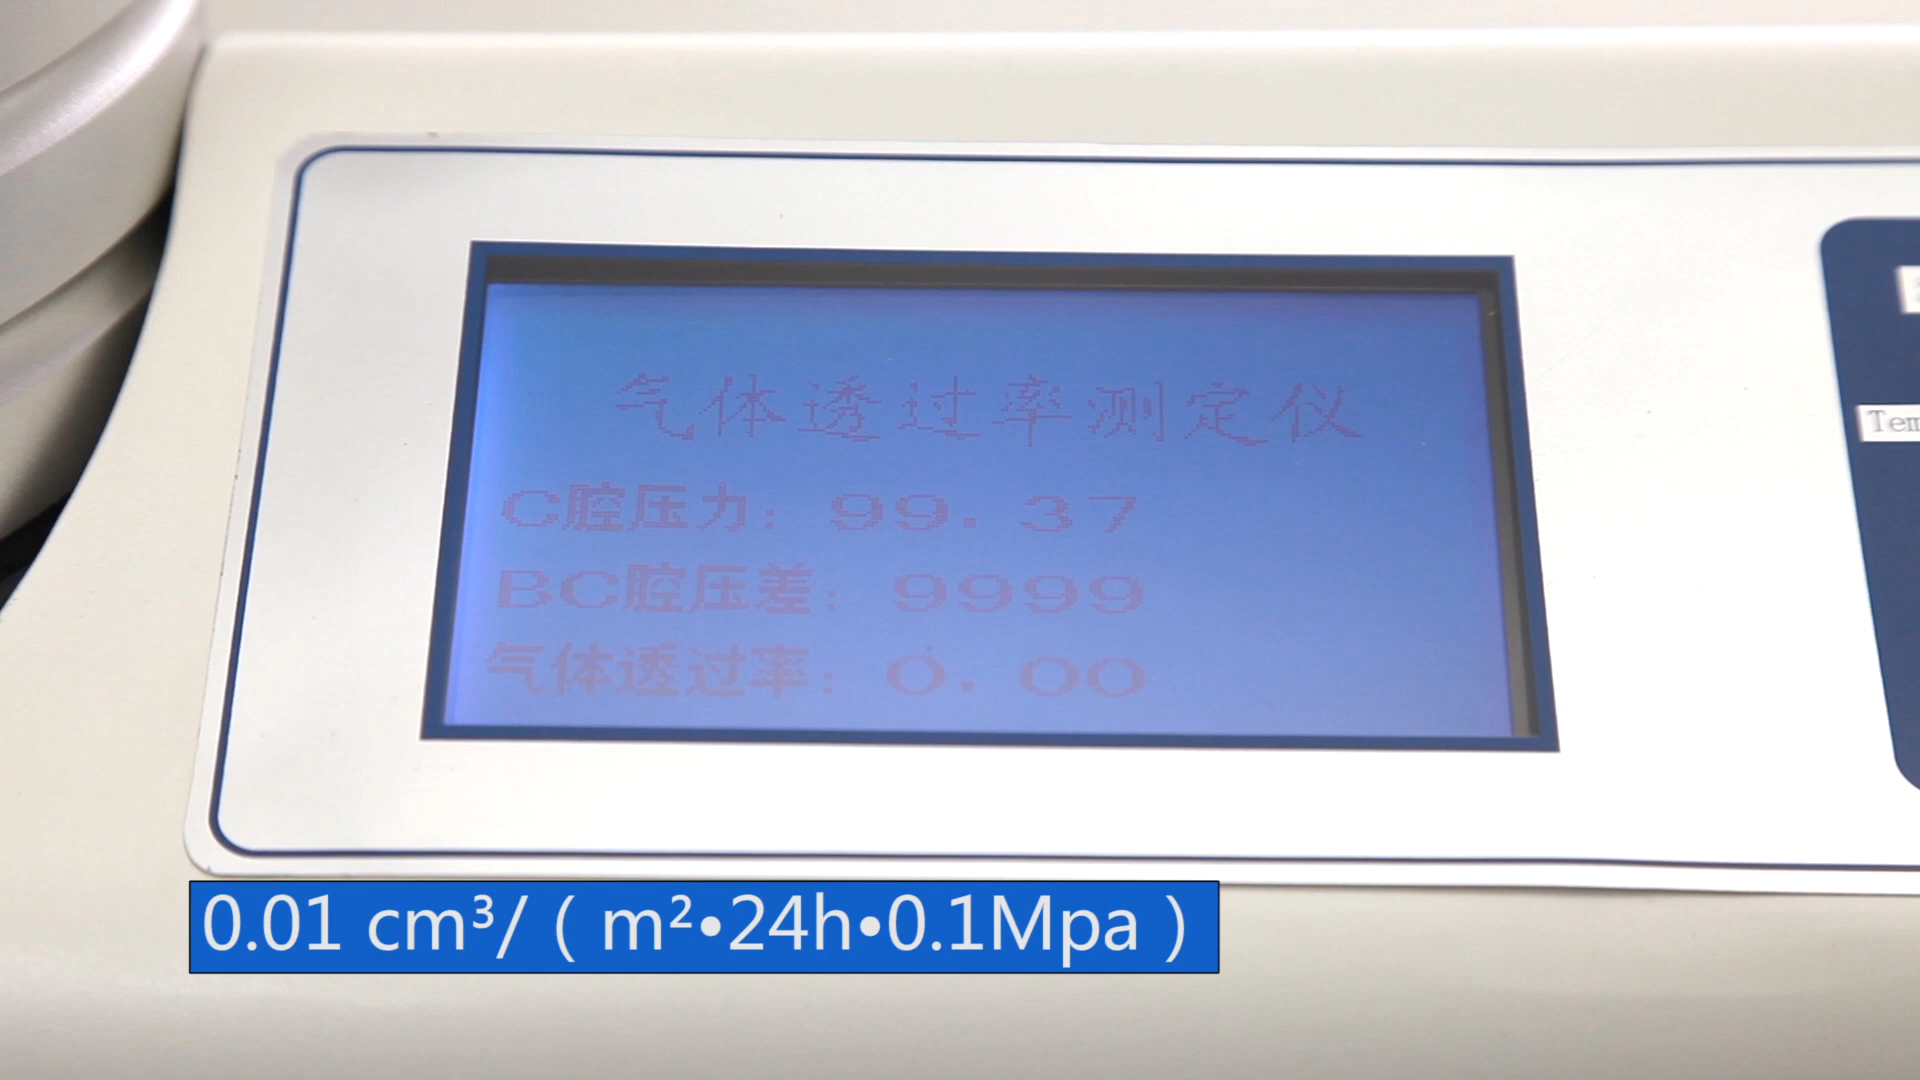 气体透过率测定仪
C腔压力：99.37
BC腔压差：9999
气体透过率：0.00
Tem
0.01 cm³/（m²•24h•0.1Mpa）